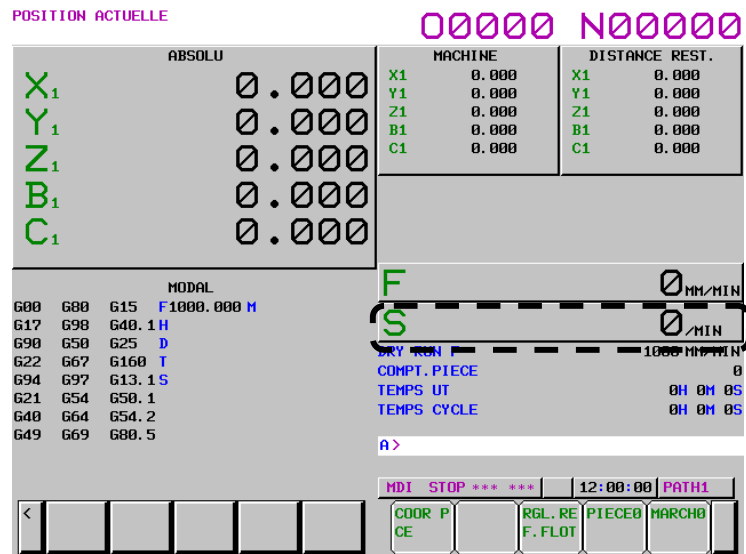 POSITION ACTUELLE
O0000 N00000
ABSOLU
X1 0.000
Y1 0.000
Z1 0.000
B1 0.000
C1 0.000
MACHINE
X1 0.000
Y1 0.000
Z1 0.000
B1 0.000
C1 0.000
DISTANCE REST.
X1 0.000
Y1 0.000
Z1 0.000
B1 0.000
C1 0.000
MODAL
G00 G80 G15 F1000.000 M
G17 G98 G40.1 H
G90 G50 G25 D
G22 G67 G160 T
G94 G97 G13.1 S
G21 G54 G50.1
G40 G64 G54.2
G49 G69 G80.5
F 0 MM/MIN
S 0 /MIN
DRY RUN F 1000 MM/MIN
COMPT.PIECE 0
TEMPS UT 0H 0M 0S
TEMPS CYCLE 0H 0M 0S
A>
MDI STOP *** *** 12:00:00 PATH1
<
COOR P
CE
RGL.RE
F.FLOT
PIECE0
MARCH0